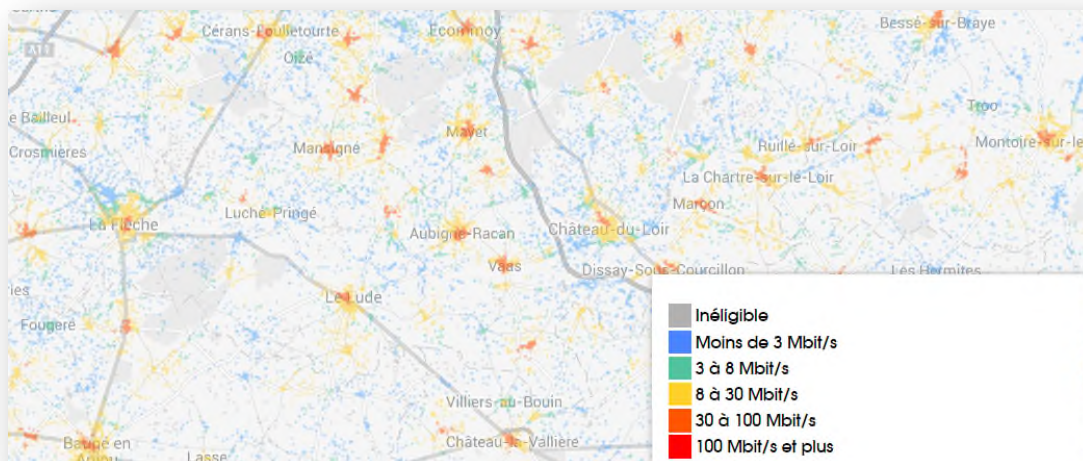 Cérans-Foulletourte
Ecommoy
Bessé-sur-Braye
A11
Oizé
Troo
e Bailleul
Mayet
Crosmières
Mansigné
Ruillé-sur-Loir
Montoire-sur-le
La Chartre-sur-le-Loir
Marçon
La Flèche
Luché-Pringé
Aubigné-Racan
Château-du-Loir
Vaas
Dissay-Sous-Courcillon
Les Hermites
ies
Le Lude
Fougeré
Inéligible
Moins de 3 Mbit/s
3 à 8 Mbit/s
8 à 30 Mbit/s
30 à 100 Mbit/s
100 Mbit/s et plus
Villiers-au-Bouin
Baugé en
Anjou
Château-la-Vallière
Lasse